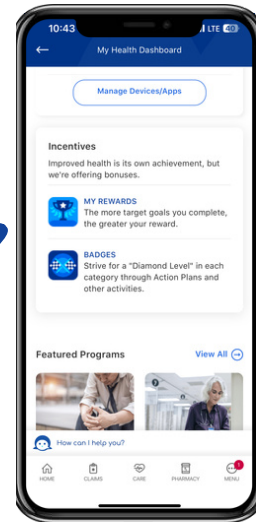 10:43
LTE 40
My Health Dashboard
Manage Devices/Apps
Incentives
Improved health is its own achievement, but
we're offering bonuses.
MY REWARDS
The more target goals you complete,
the greater your reward.
BADGES
Strive for a "Diamond Level" in each
category through Action Plans and
other activities.
Featured Programs
View All
How can I help you?
HOME
CLAIMS
CARE
PHARMACY
1
MENU